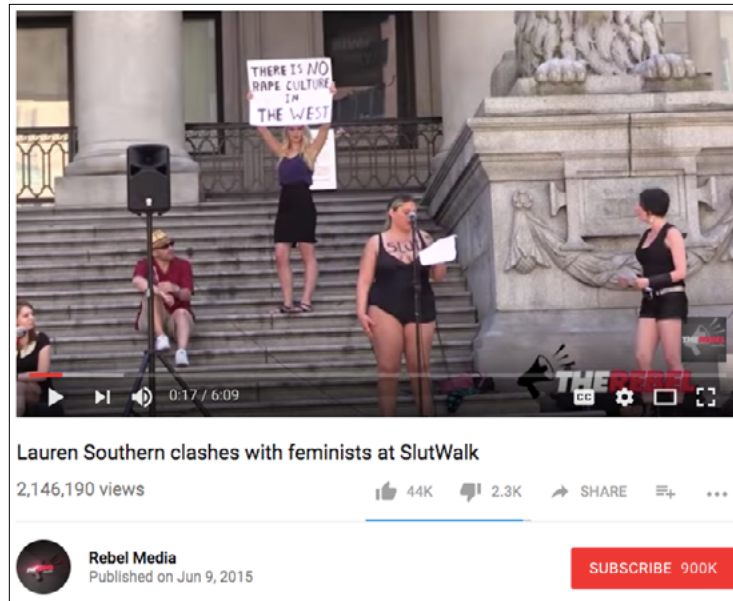 THERE IS NO
RAPE CULTURE
IN
THE WEST
SLUT
THE REBEL
THE REBEL
0:17 / 6:09
CC
Lauren Southern clashes with feminists at SlutWalk
2,146,190 views
44K
2.3K
SHARE
Rebel Media
Published on Jun 9, 2015
SUBSCRIBE 900K